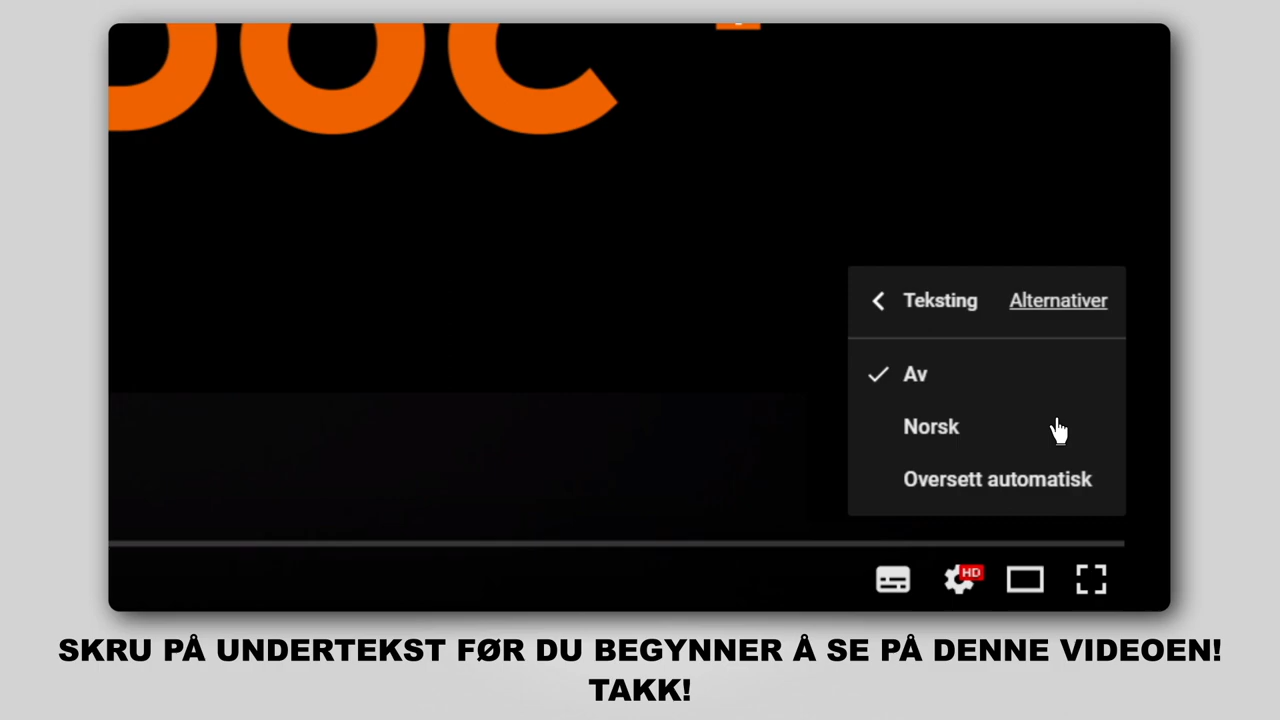 Teksting Alternativer
Av
Norsk
Oversett automatisk
HD
SKRU PÅ UNDERTEKST FØR DU BEGYNNER Å SE PÅ DENNE VIDEOEN!
TAKK!